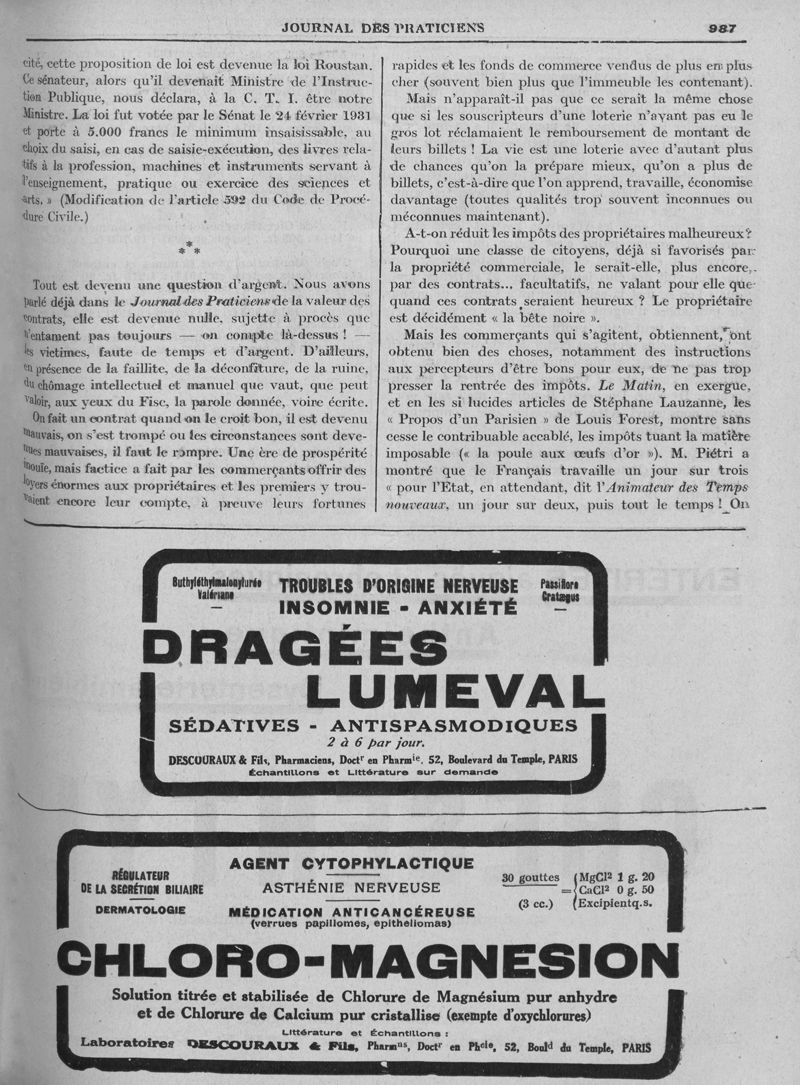 JOURNAL DES PRATICIENS 987
cité, cette proposition de loi est devenue la loi Roustan.
Ce sénateur, alors qu'il devenait Ministre de l'Instruc-
tion Publique, nous déclara, à la C. T. I. être notre
Ministre. La loi fut votée par le Sénat le 24 février 1931
et porte à 5.000 francs le minimum insaisissable, au
choix du saisi, en cas de saisie-exécution, des livres rela-
tifs à la profession, machines et instruments servant à
l'enseignement, pratique ou exercice des sciences et
arts. » (Modification de l'article 592 du Code de Procé-
dure Civile.)
* * *
Tout est devenu une question d'argent. Nous avons
parlé déjà dans le Journal des Praticiens de la valeur des
contrats, elle est devenue nulle, sujette à procès que
n'entament pas toujours — on compte là-dessus ! —
les victimes, faute de temps et d'argent. D'ailleurs,
en présence de la faillite, de la déconfiture, de la ruine,
du chômage intellectuel et manuel que vaut, que peut
valoir, aux yeux du Fisc, la parole donnée, voire écrite.
On fait un contrat quand on le croit bon, il est devenu
mauvais, on s'est trompé ou les circonstances sont deve-
nues mauvaises, il faut le rompre. Une ère de prospérité
inouïe, mais factice a fait par les commerçants offrir des
loyers énormes aux propriétaires et les premiers y trou-
vaient encore leur compte, à preuve leurs fortunes
rapides et les fonds de commerce vendus de plus en plus
cher (souvent bien plus que l'immeuble les contenant).
Mais n'apparaît-il pas que ce serait la même chose
que si les souscripteurs d'une loterie n'ayant pas eu le
gros lot réclamaient le remboursement de montant de
leurs billets ! La vie est une loterie avec d'autant plus
de chances qu'on la prépare mieux, qu'on a plus de
billets, c'est-à-dire que l'on apprend, travaille, économise
davantage (toutes qualités trop souvent inconnues ou
méconnues maintenant).
A-t-on réduit les impôts des propriétaires malheureux ?
Pourquoi une classe de citoyens, déjà si favorisés par
la propriété commerciale, le serait-elle, plus encore,
par des contrats... facultatifs, ne valant pour elle que
quand ces contrats seraient heureux ? Le propriétaire
est décidément « la bête noire ».
Mais les commerçants qui s'agitent, obtiennent, ont
obtenu bien des choses, notamment des instructions
aux percepteurs d'être bons pour eux, de ne pas trop
presser la rentrée des impôts. Le Matin, en exergue,
et en les si lucides articles de Stéphane Lauzanne, les
« Propos d'un Parisien » de Louis Forest, montre sans
cesse le contribuable accablé, les impôts tuant la matière
imposable (« la poule aux œufs d'or »). M. Piétri a
montré que le Français travaille un jour sur trois
« pour l'Etat, en attendant, dit l'Animateur des Temps
nouveaux, un jour sur deux, puis tout le temps ! On
Buthyléthylmalonylurée
Valériane
—
TROUBLES D'ORIGINE NERVEUSE
INSOMNIE - ANXIÉTÉ
Passiflore
Cratægus
—
DRAGÉES
LUMEVAL
SÉDATIVES - ANTISPASMODIQUES
2 à 6 par jour.
DESCOURAUX & Fils, Pharmaciens, Doctr en Pharmie. 52, Boulevard du Temple, PARIS
Échantillons et Littérature sur demande
RÉGULATEUR
DE LA SECRÉTION BILIAIRE
DERMATOLOGIE
AGENT CYTOPHYLACTIQUE
ASTHÉNIE NERVEUSE
MÉDICATION ANTICANCÉREUSE
(verrues papillomes, epitheliomas)
30 gouttes
(3 cc.)
= { MgCl² 1 g. 20
CaCl² 0 g. 50
Excipient q.s.
CHLORO-MAGNESION
Solution titrée et stabilisée de Chlorure de Magnésium pur anhydre
et de Chlorure de Calcium pur cristallise (exempte d'oxychlorures)
Littérature et Échantillons :
Laboratoires DESCOURAUX & Fils, Pharmns, Doctr en Phcie, 52, Bould du Temple, PARIS